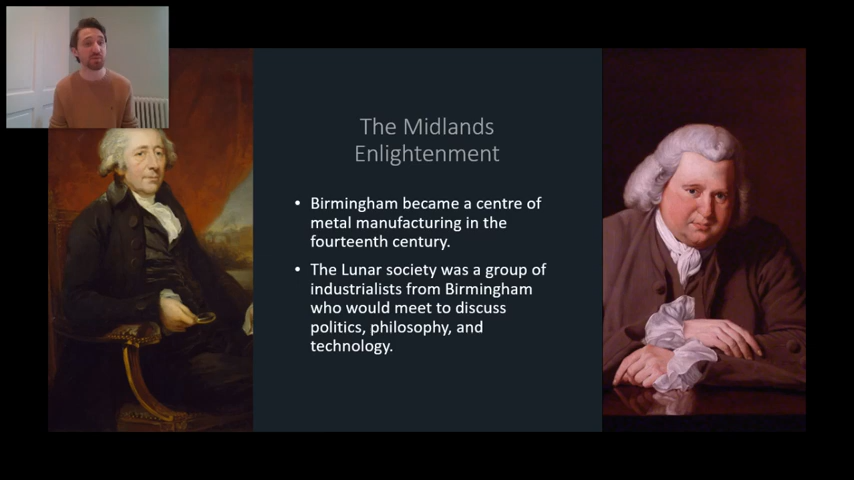 The Midlands
Enlightenment
• Birmingham became a centre of
metal manufacturing in the
fourteenth century.
• The Lunar society was a group of
industrialists from Birmingham
who would meet to discuss
politics, philosophy, and
technology.